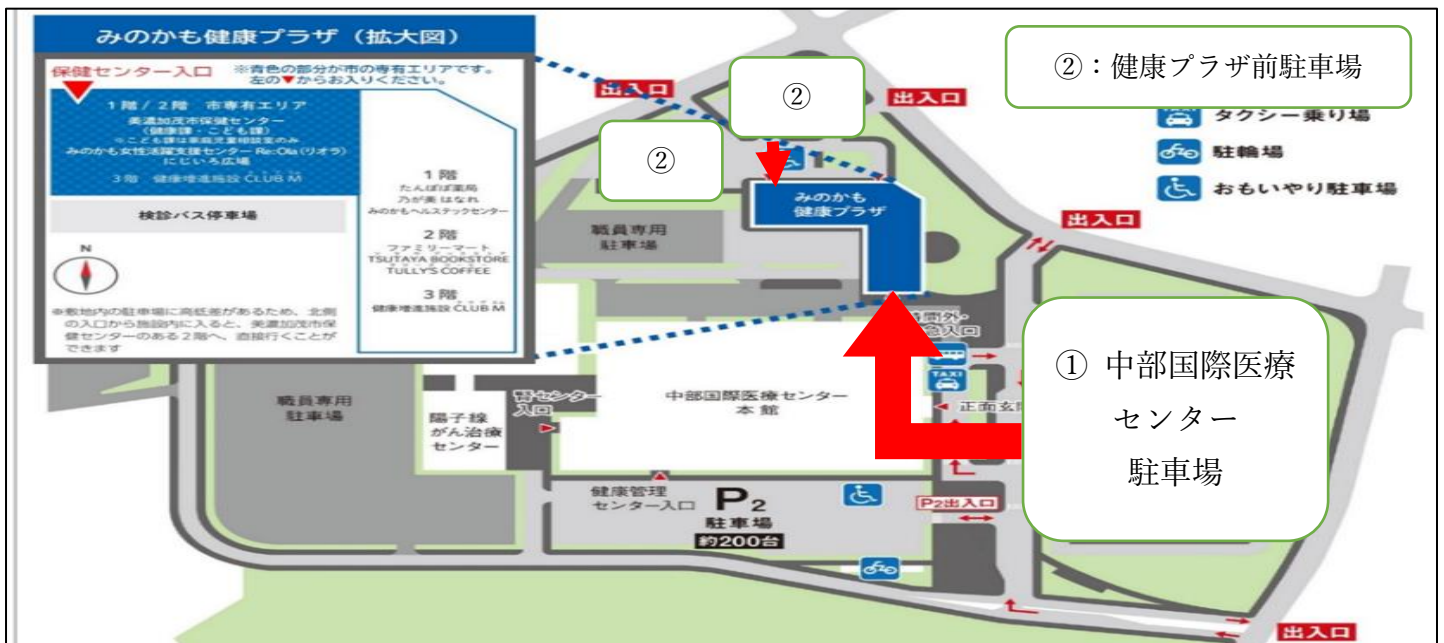 みのかも健康プラザ（拡大図）
保健センター入口
※青色の部分が市の専有エリアです。
左の▼からお入りください。
1階/2階 市専有エリア
美濃加茂市保健センター
(健康課・こども課)
※こども課は家庭児童相談室のみ
みのかも女性活躍支援センター Re:Ola(リオラ)
にじいろ広場
3階 健康増進施設 CLUB M
検診バス停車場
N
※敷地内の駐車場に高低差があるため、北側
の入口から施設内に入ると、美濃加茂市保
健センターのある2階へ、直接行くことが
できます
1階
たんぽぽ薬局
乃が美 はなれ
みのかもヘルステックセンター
2階
ファミリーマート
TSUTAYA BOOKSTORE
TULLY'S COFFEE
3階
健康増進施設 CLUB M
出入口
②
②
出入口
②：健康プラザ前駐車場
タクシー乗り場
駐輪場
おもいやり駐車場
みのかも
健康プラザ
職員専用
駐車場
出入口
時間外・
急入口
TAXI
正面玄関
① 中部国際医療
センター
駐車場
職員専用
駐車場
陽子線
がん治療
センター
腎センター
入口
中部国際医療センター
本館
健康管理
センター入口
P2
駐車場
約200台
P2出入口
出入口